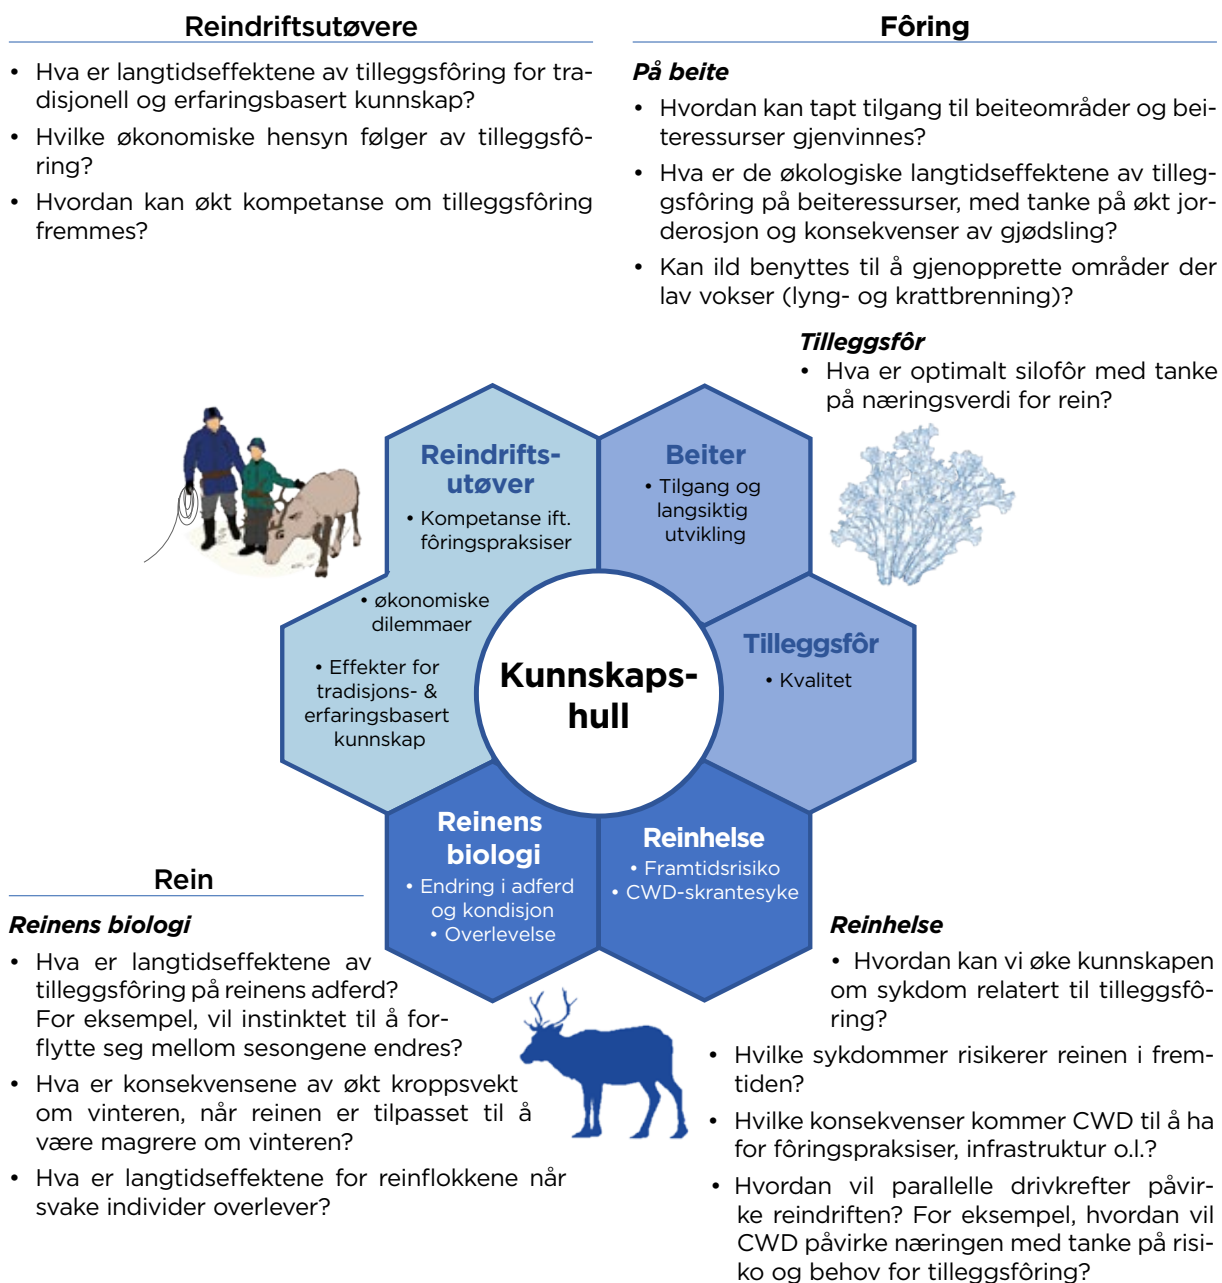 Reindriftsutøvere
• Hva er langtidseffektene av tilleggsfôring for tra-
disjonell og erfaringsbasert kunnskap?
• Hvilke økonomiske hensyn følger av tilleggsfô-
ring?
• Hvordan kan økt kompetanse om tilleggsfôring
fremmes?
Fôring
På beite
• Hvordan kan tapt tilgang til beiteområder og bei-
teressurser gjenvinnes?
• Hva er de økologiske langtidseffektene av tilleg-
gsfôring på beiteressurser, med tanke på økt jor-
derosjon og konsekvenser av gjødsling?
• Kan ild benyttes til å gjenopprette områder der
lav vokser (lyng- og krattbrenning)?
Tilleggsfôr
• Hva er optimalt silofôr med tanke
på næringsverdi for rein?
Reindrifts-
utøver
• Kompetanse ift.
fôringspraksiser
• økonomiske
dilemmaer
• Effekter for
tradisjons- &
erfaringsbasert
kunnskap
Beiter
• Tilgang og
langsiktig
utvikling
Tilleggsfôr
• Kvalitet
Kunnskaps-
hull
Reinens
biologi
• Endring i adferd
og kondisjon
• Overlevelse
Reinhelse
• Framtidsrisiko
• CWD-skrantesyke
Rein
Reinens biologi
• Hva er langtidseffektene av
tilleggsfôring på reinens adferd?
For eksempel, vil instinktet til å for-
flytte seg mellom sesongene endres?
• Hva er konsekvensene av økt kroppsvekt
om vinteren, når reinen er tilpasset til å
være magrere om vinteren?
• Hva er langtidseffektene for reinflokkene når
svake individer overlever?
Reinhelse
• Hvordan kan vi øke kunnskapen
om sykdom relatert til tilleggsfô-
ring?
• Hvilke sykdommer risikerer reinen i frem-
tiden?
• Hvilke konsekvenser kommer CWD til å ha
for fôringspraksiser, infrastruktur o.l.?
• Hvordan vil parallelle drivkrefter påvir-
ke reindriften? For eksempel, hvordan vil
CWD påvirke næringen med tanke på risi-
ko og behov for tilleggsfôring?